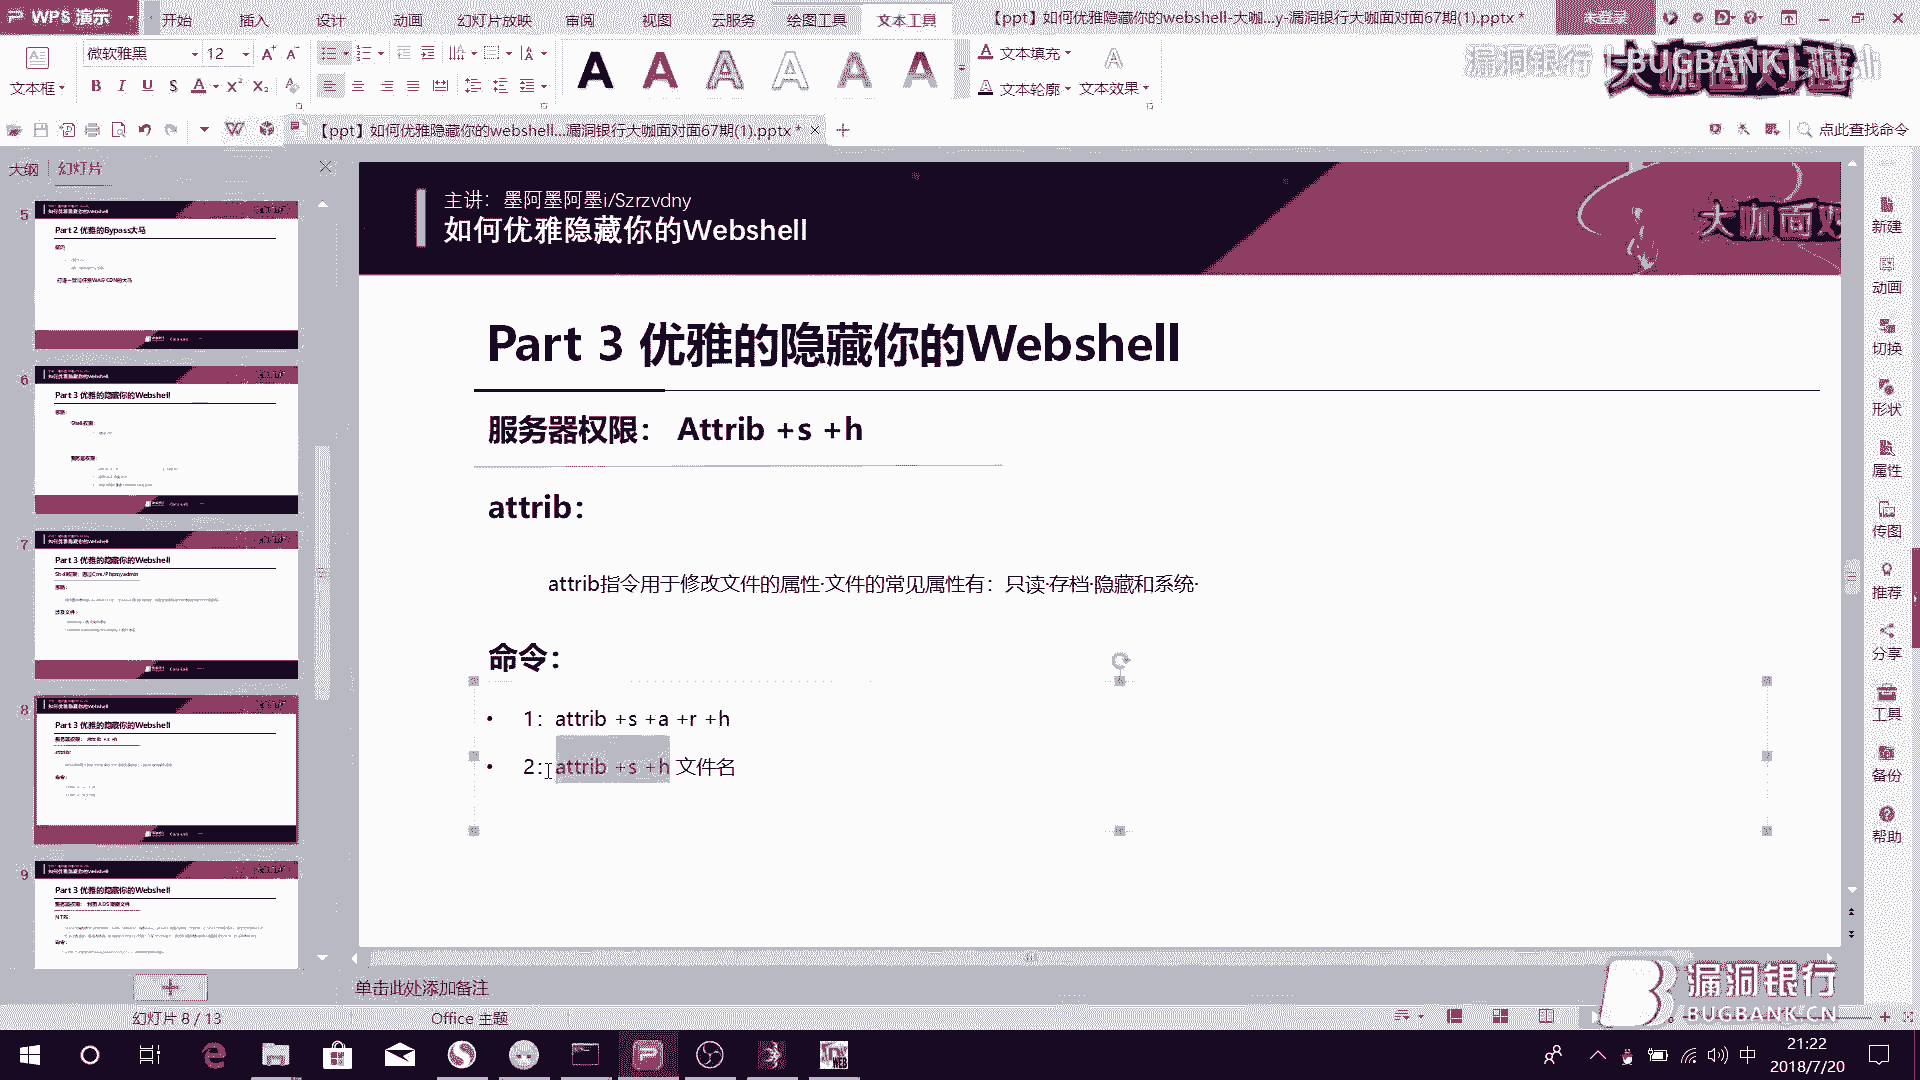 WPS 演示
开始 插入 设计 动画 幻灯片放映 审阅 视图 云服务 绘图工具 文本工具
【ppt】如何优雅隐藏你的webshell-大咖...y-漏洞银行大咖面对面67期(1).pptx *
未登录
微软雅黑 12
文本框
B I U S A X² X₂
A A A A A A
文本填充
文本轮廓 文本效果
漏洞银行 BUGBANK
大咖面对面
【ppt】如何优雅隐藏你的webshell...漏洞银行大咖面对面67期(1).pptx *
点此查找命令
大纲 幻灯片
5
Part 2 优雅的Bypass大马
6
Part 3 优雅的隐藏你的Webshell
7
Part 3 优雅的隐藏你的Webshell
8
Part 3 优雅的隐藏你的Webshell
9
Part 3 优雅的隐藏你的Webshell
主讲：墨阿墨阿墨i/Szrzvdny
如何优雅隐藏你的Webshell
大咖面对
Part 3 优雅的隐藏你的Webshell
服务器权限： Attrib +s +h
attrib：
attrib指令用于修改文件的属性·文件的常见属性有：只读·存档·隐藏和系统·
命令：
• 1：attrib +s +a +r +h
• 2：attrib +s +h 文件名
新建
动画
切换
形状
属性
传图
推荐
分享
工具
备份
帮助
单击此处添加备注
幻灯片 8 / 13
Office 主题
漏洞银行
BUGBANK.CN
中
21:22
2018/7/20